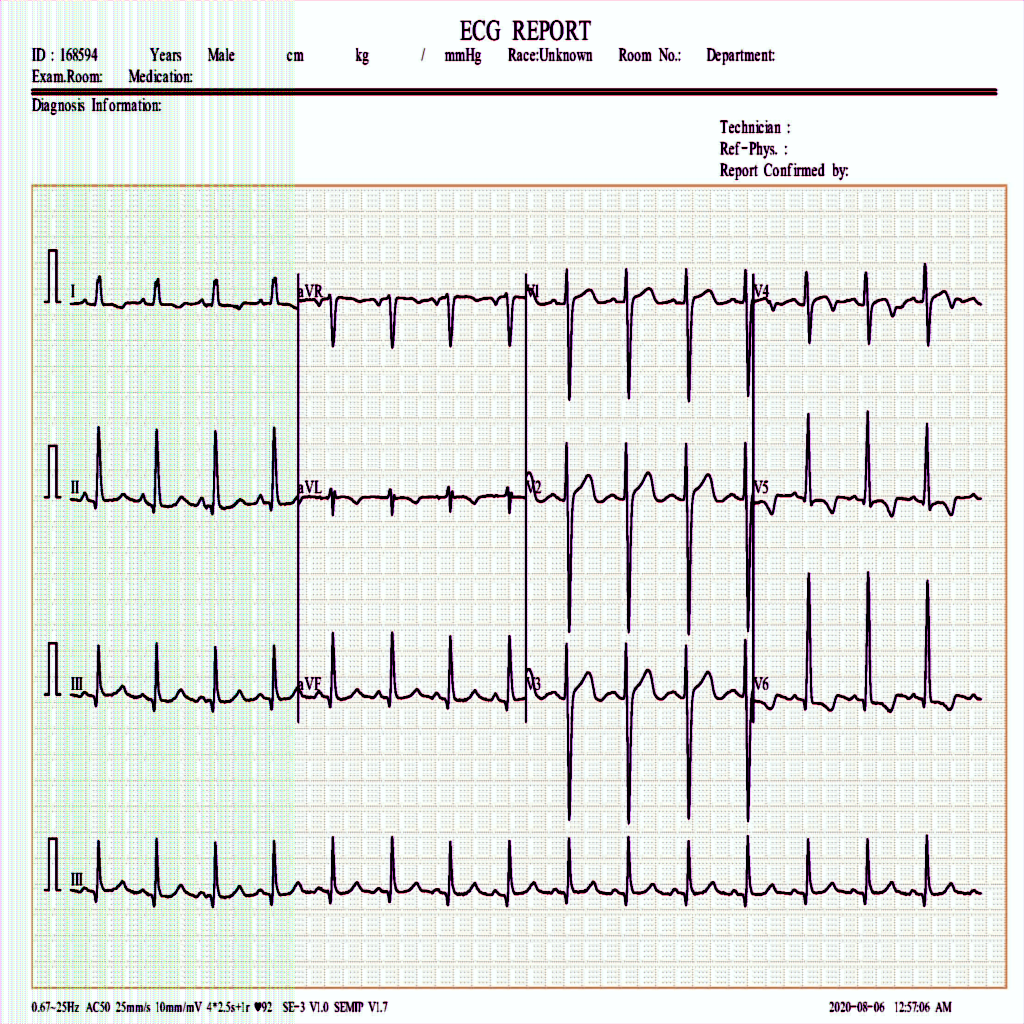 ECG REPORT
ID : 168594 Years Male cm kg / mmHg Race:Unknown Room No.: Department:
Exam.Room: Medication:
Diagnosis Information:
Technician :
Ref-Phys. :
Report Confirmed by:
I aVR V1 V4
II aVL V2 V5
III aVF V3 V6
III
0.67~25Hz AC50 25mm/s 10mm/mV 4*2.5s+1r ♥92 SE-3 V1.0 SEMIP V1.7 2020-08-06 12:57:06 AM